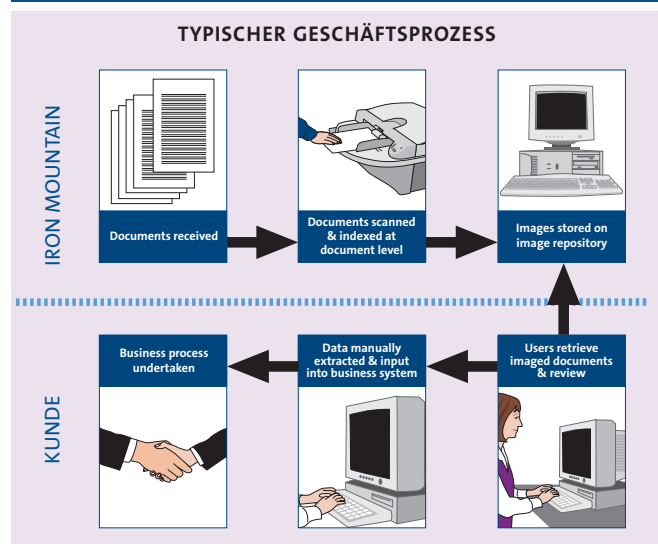 TYPISCHER GESCHÄFTSPROZESS
IRON MOUNTAIN
Documents received
Documents scanned
& indexed at
document level
Images stored on
image repository
KUNDE
Business process
undertaken
Data manually
extracted & input
into business system
Users retrieve
imaged documents
& review